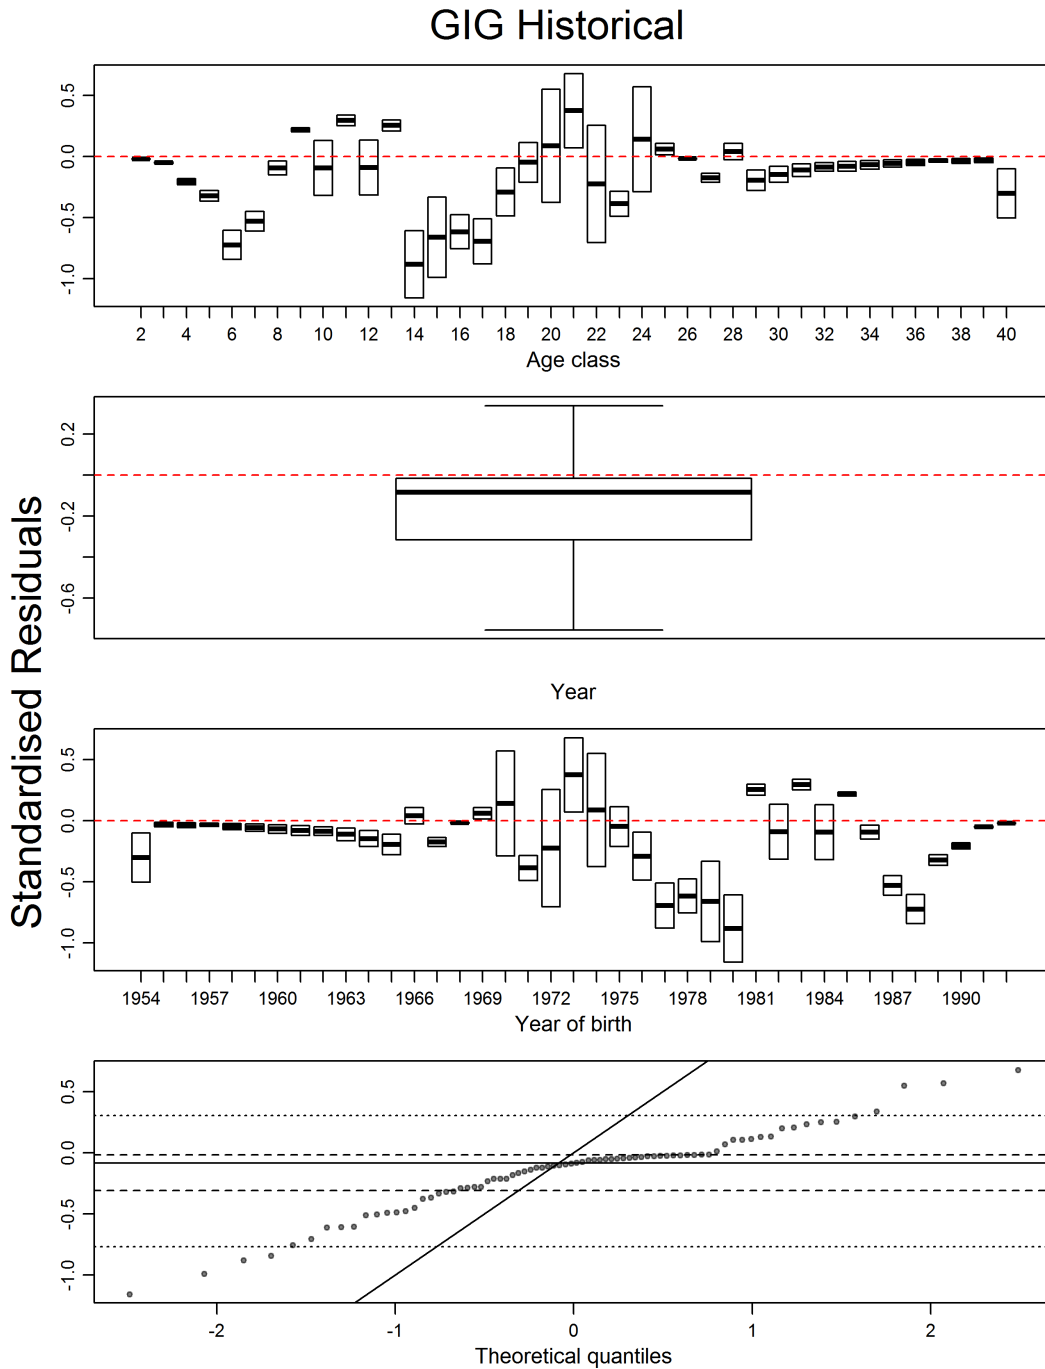 GIG Historical
Standardised Residuals
0.5
0.0
-0.5
-1.0
2 4 6 8 10 12 14 16 18 20 22 24 26 28 30 32 34 36 38 40
Age class
0.2
-0.2
-0.6
Year
0.5
0.0
-0.5
-1.0
1954 1957 1960 1963 1966 1969 1972 1975 1978 1981 1984 1987 1990
Year of birth
0.5
0.0
-0.5
-1.0
-2 -1 0 1 2
Theoretical quantiles